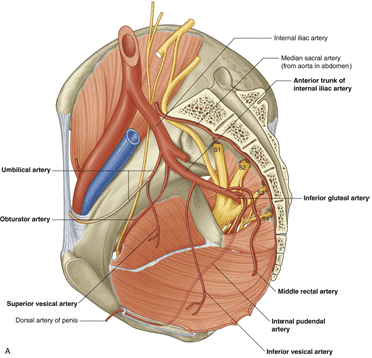 Internal iliac artery
Median sacral artery
(from aorta in abdomen)
Anterior trunk of
internal iliac artery
S1
S2
Umbilical artery
Inferior gluteal artery
Obturator artery
Middle rectal artery
Superior vesical artery
Internal pudendal
artery
Dorsal artery of penis
Inferior vesical artery
A